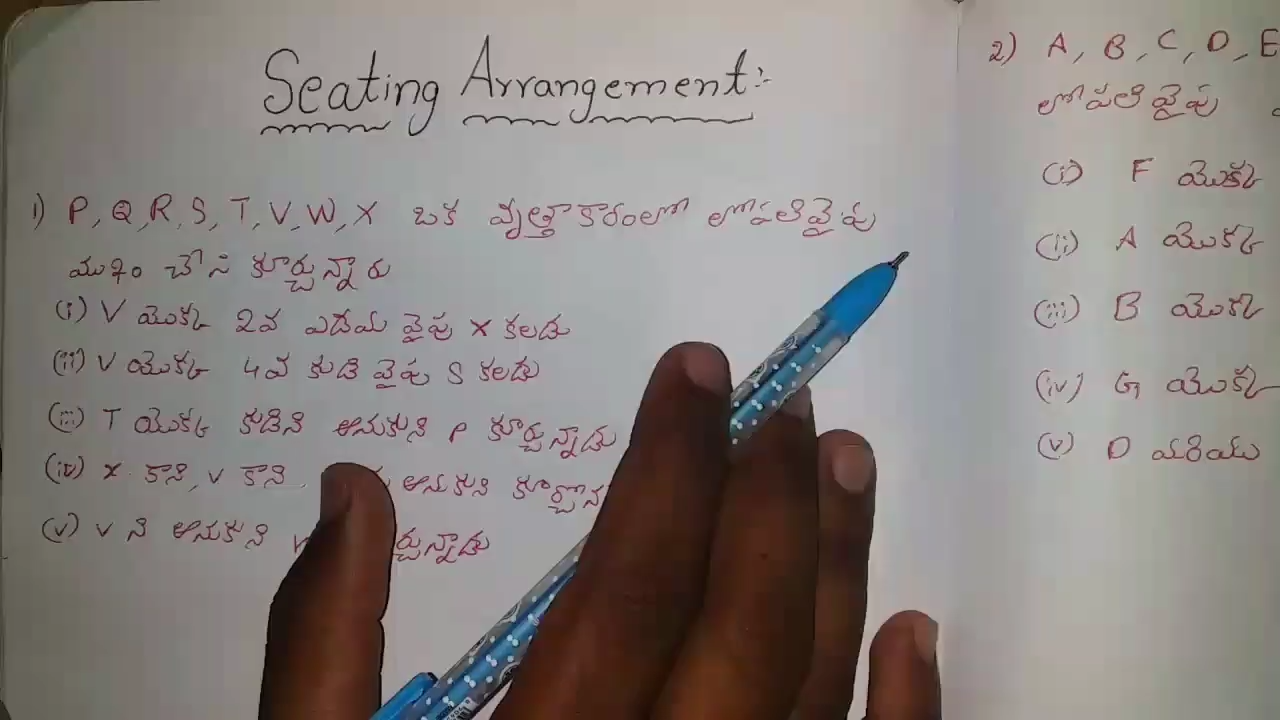 Seating Arrangement:-
1) P, Q, R, S, T, V, W, X ఒక వృత్తాకారంలో లోపలివైపు
ముఖం చేసి కూర్చున్నారు
(i) V యొక్క 2వ ఎడమ వైపు X కలదు
(ii) V యొక్క 4వ కుడి వైపు S కలదు
(iii) T యొక్క కుడిని ఆనుకుని P కూర్చున్నాడు
(iv) X కాని, V కాని ఆనుకుని
(v) V ని ఆనుకుని
2) A, B, C, D, E
లోపలి వైపు
(i) F యొక్క
(ii) A యొక్క
(iii) B యొక్క
(iv) G యొక్క
(v) D మరియు